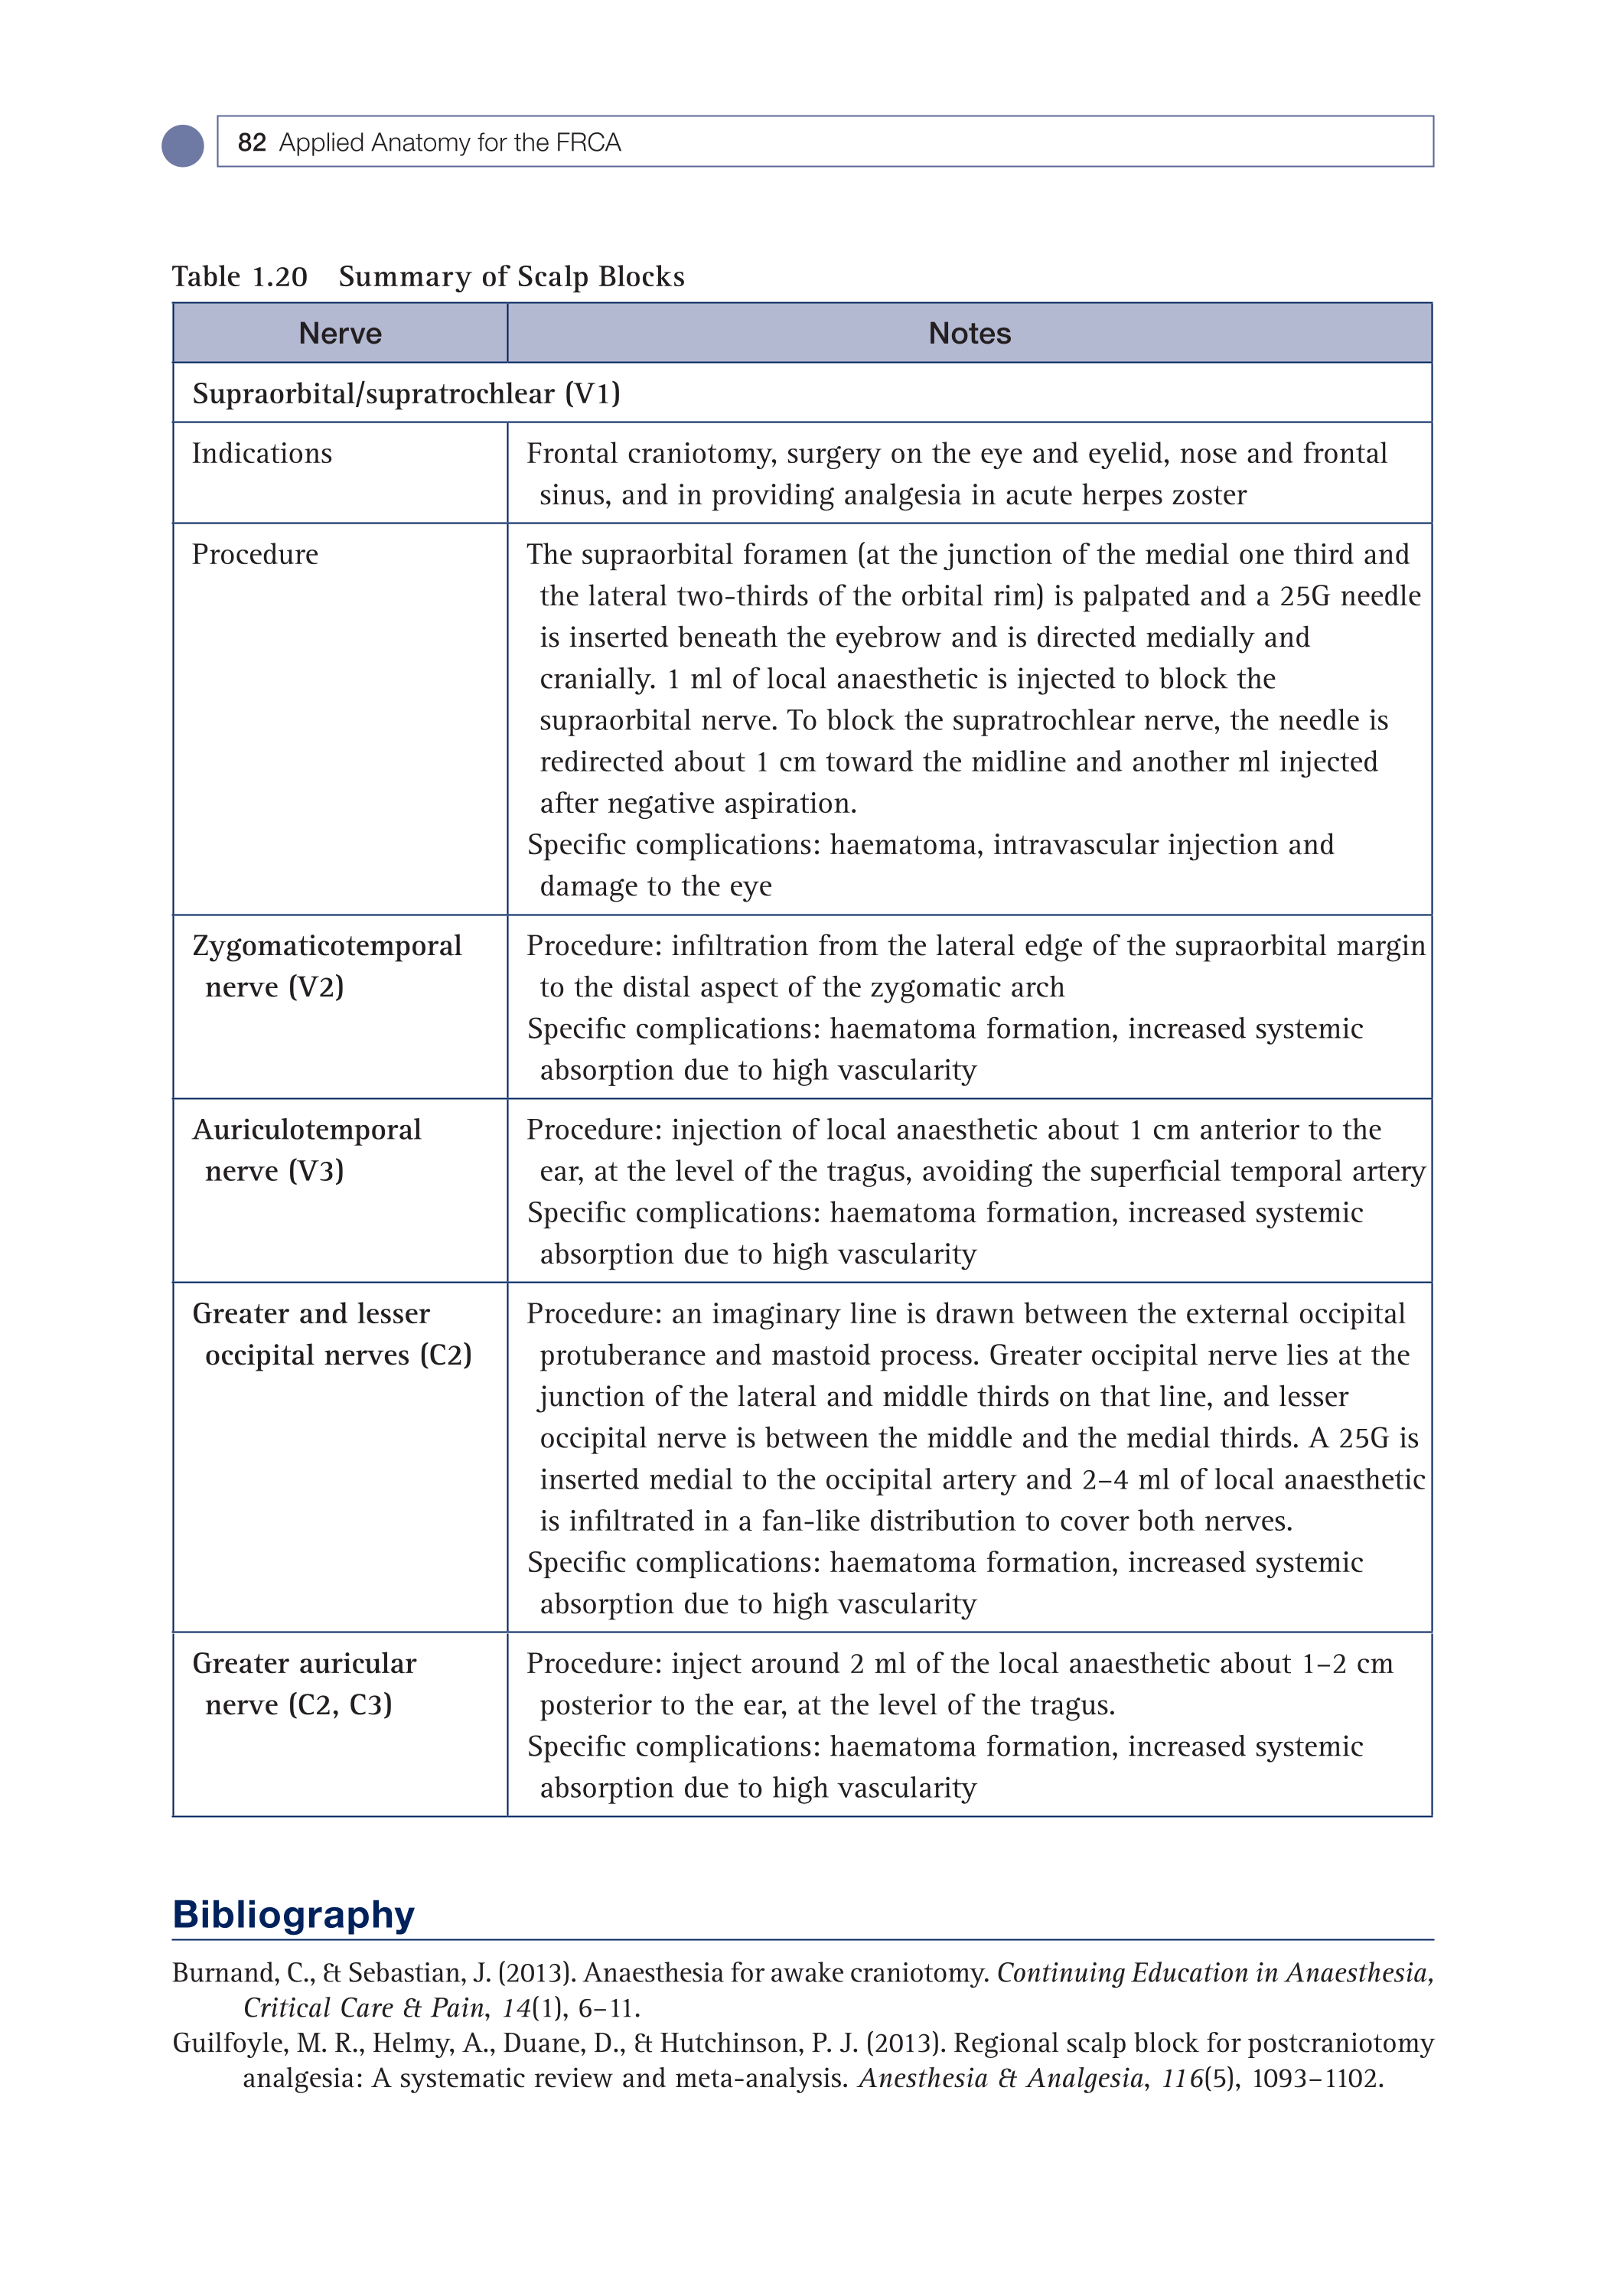 82 Applied Anatomy for the FRCA
Table 1.20 Summary of Scalp Blocks
Nerve
Notes
Supraorbital/supratrochlear (V1)
Indications
Frontal craniotomy, surgery on the eye and eyelid, nose and frontal
sinus, and in providing analgesia in acute herpes zoster
Procedure
The supraorbital foramen (at the junction of the medial one third and
the lateral two-thirds of the orbital rim) is palpated and a 25G needle
is inserted beneath the eyebrow and is directed medially and
cranially. 1 ml of local anaesthetic is injected to block the
supraorbital nerve. To block the supratrochlear nerve, the needle is
redirected about 1 cm toward the midline and another ml injected
after negative aspiration.
Specific complications: haematoma, intravascular injection and
damage to the eye
Zygomaticotemporal
nerve (V2)
Procedure: infiltration from the lateral edge of the supraorbital margin
to the distal aspect of the zygomatic arch
Specific complications: haematoma formation, increased systemic
absorption due to high vascularity
Auriculotemporal
nerve (V3)
Procedure: injection of local anaesthetic about 1 cm anterior to the
ear, at the level of the tragus, avoiding the superficial temporal artery
Specific complications: haematoma formation, increased systemic
absorption due to high vascularity
Greater and lesser
occipital nerves (C2)
Procedure: an imaginary line is drawn between the external occipital
protuberance and mastoid process. Greater occipital nerve lies at the
junction of the lateral and middle thirds on that line, and lesser
occipital nerve is between the middle and the medial thirds. A 25G is
inserted medial to the occipital artery and 2–4 ml of local anaesthetic
is infiltrated in a fan-like distribution to cover both nerves.
Specific complications: haematoma formation, increased systemic
absorption due to high vascularity
Greater auricular
nerve (C2, C3)
Procedure: inject around 2 ml of the local anaesthetic about 1–2 cm
posterior to the ear, at the level of the tragus.
Specific complications: haematoma formation, increased systemic
absorption due to high vascularity
Bibliography
Burnand, C., & Sebastian, J. (2013). Anaesthesia for awake craniotomy. Continuing Education in Anaesthesia,
Critical Care & Pain, 14(1), 6–11.
Guilfoyle, M. R., Helmy, A., Duane, D., & Hutchinson, P. J. (2013). Regional scalp block for postcraniotomy
analgesia: A systematic review and meta-analysis. Anesthesia & Analgesia, 116(5), 1093–1102.